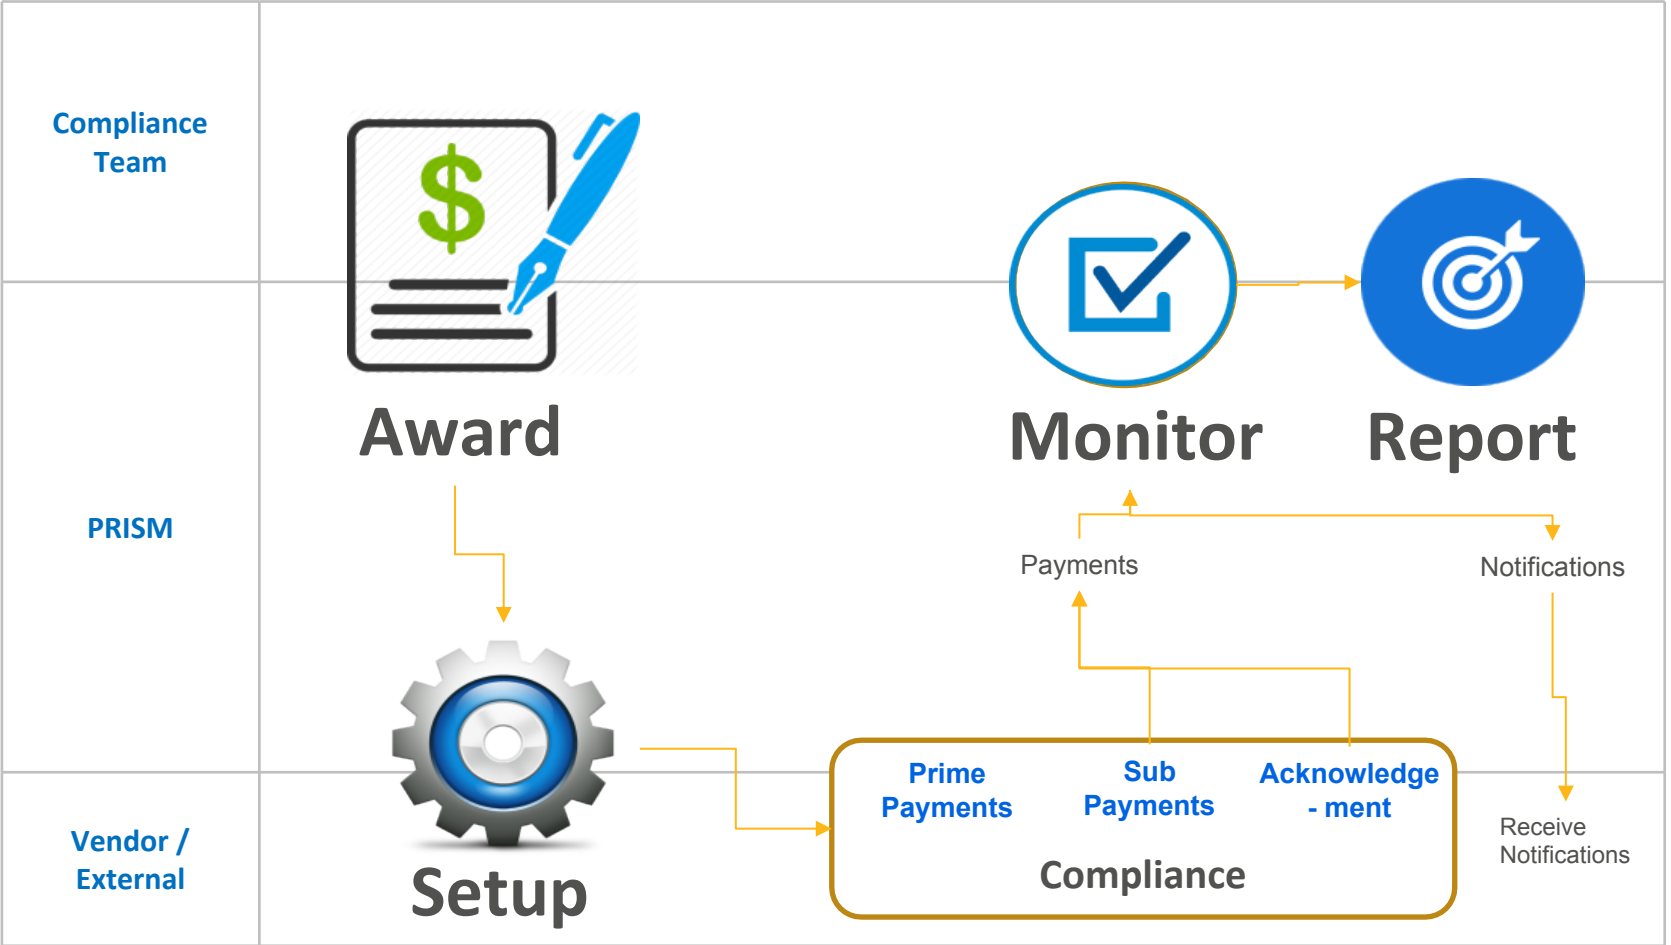 Compliance
Team
Award
Monitor
Report
PRISM
Payments
Notifications
Prime
Payments
Sub
Payments
Acknowledge
- ment
Vendor /
External
Setup
Compliance
Receive
Notifications